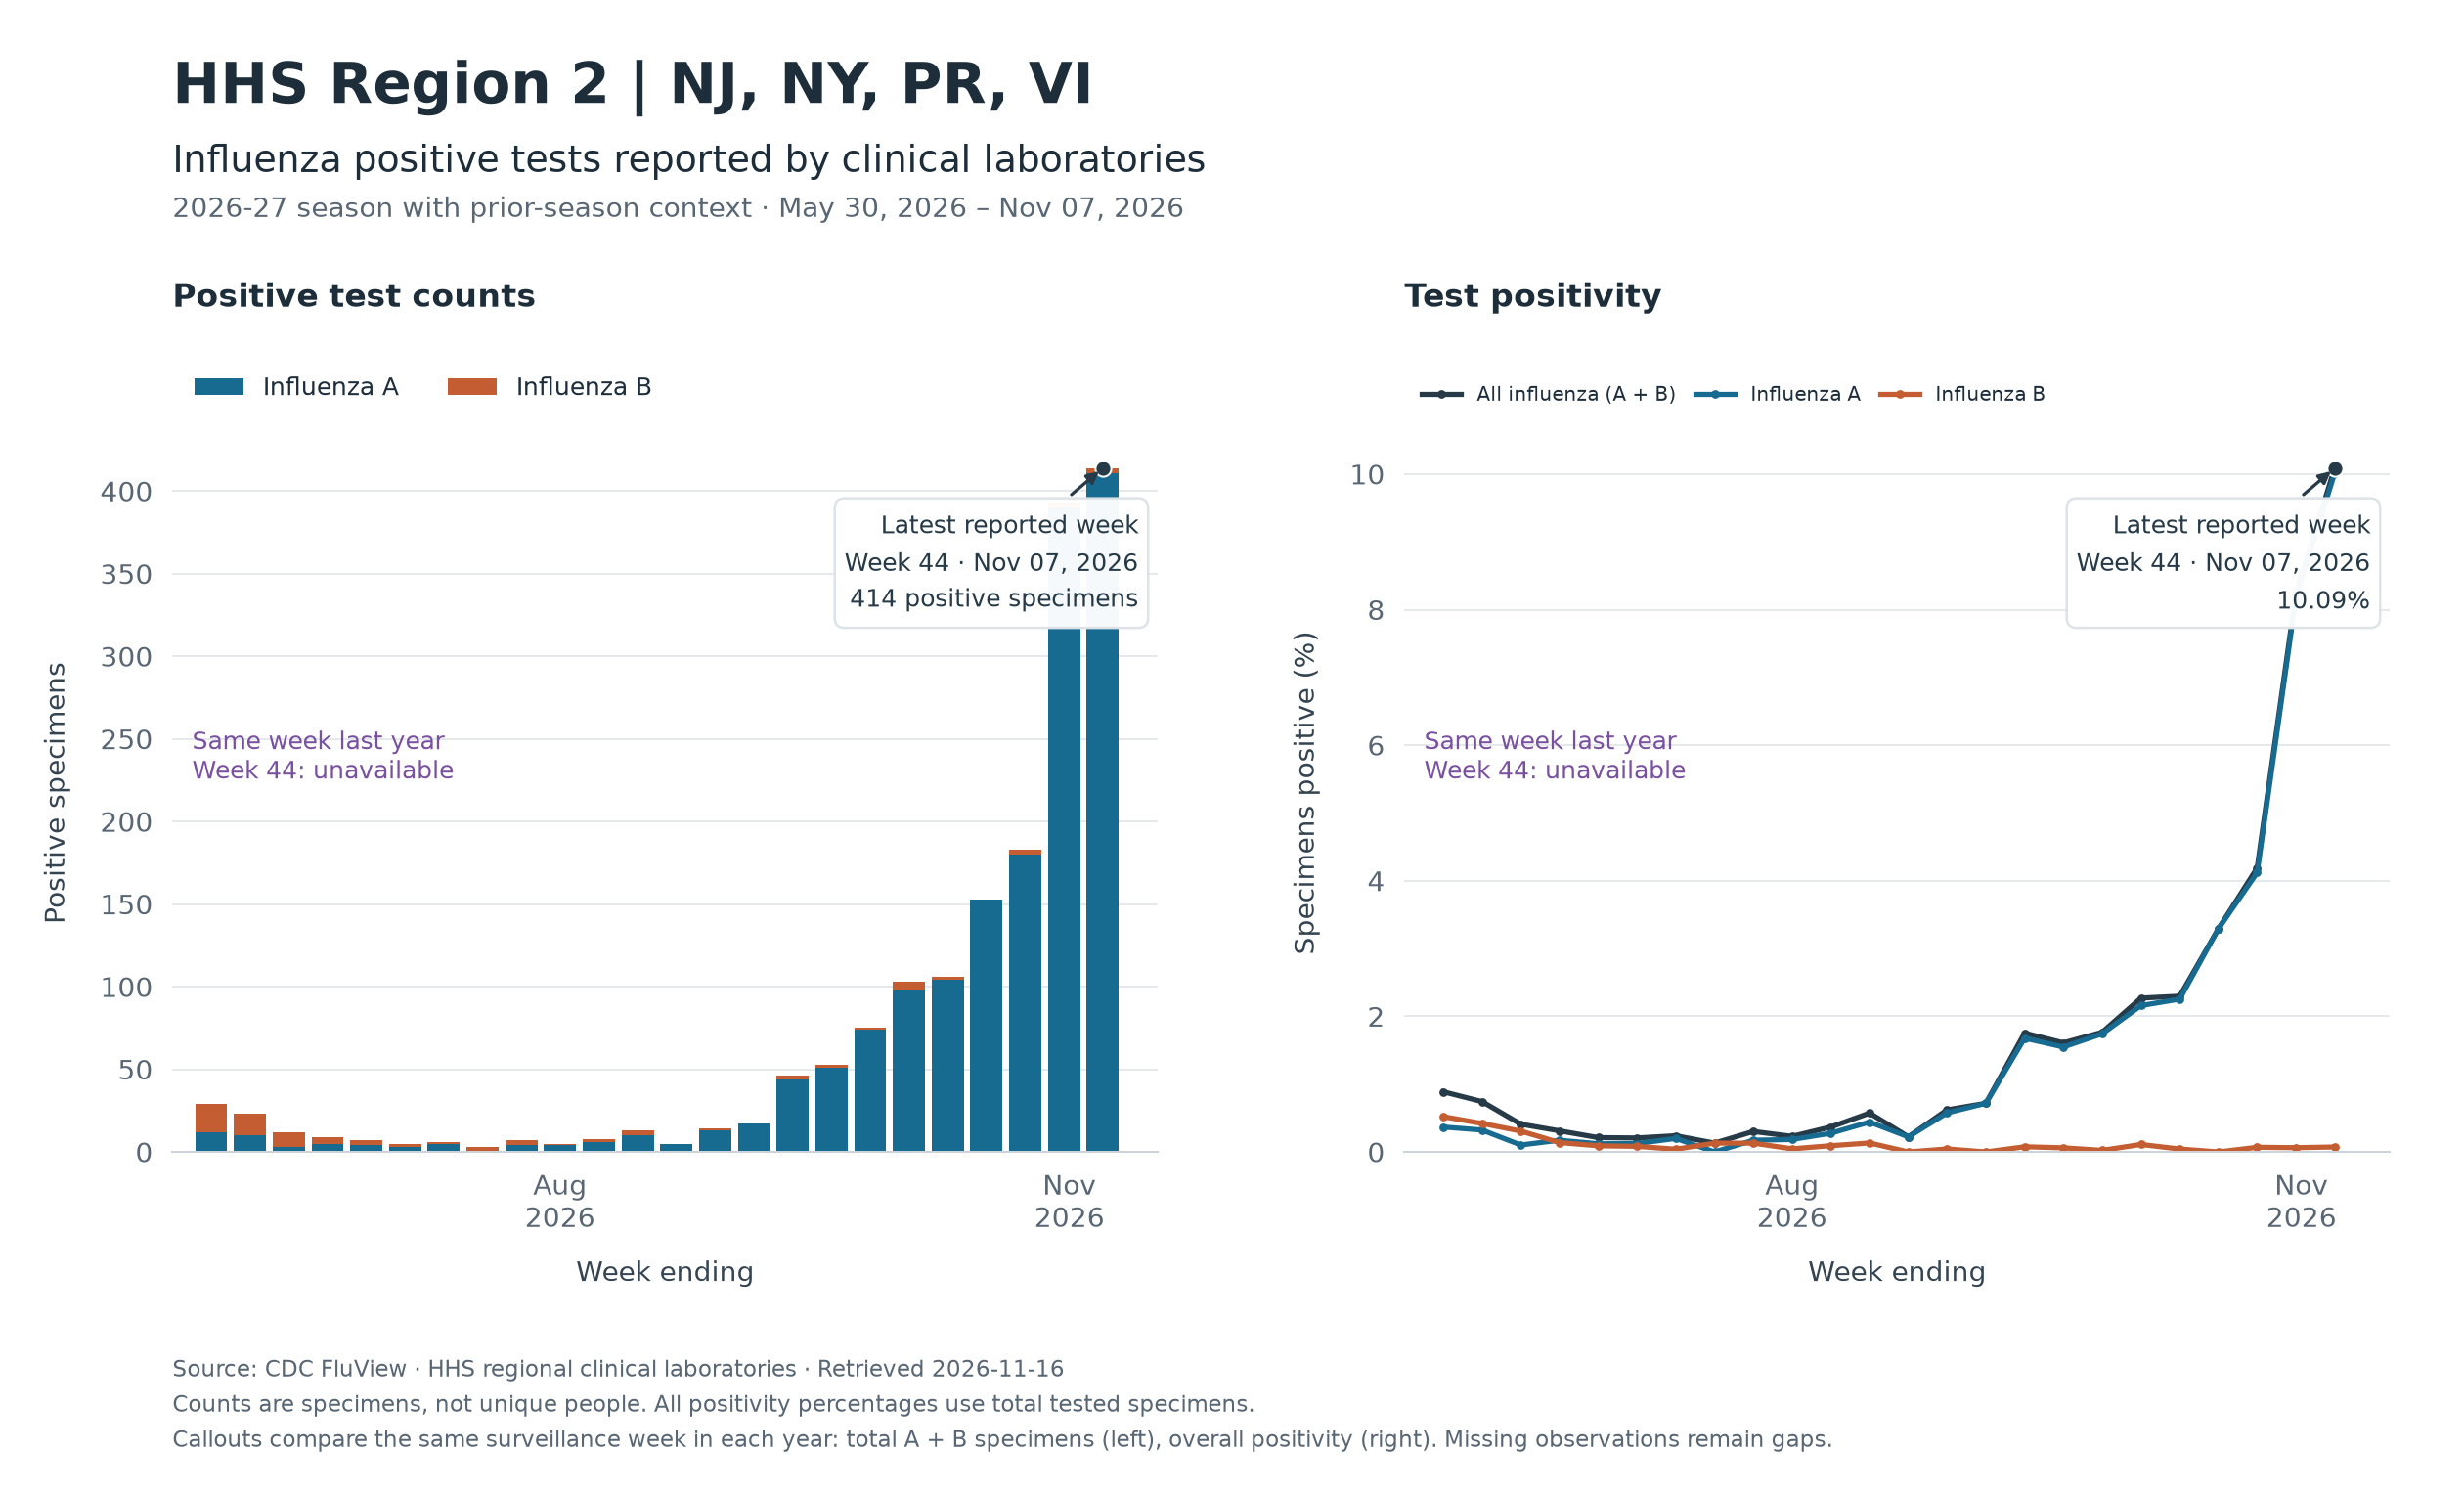 HHS Region 2 | NJ, NY, PR, VI
Influenza positive tests reported by clinical laboratories
2026-27 season with prior-season context · May 30, 2026 – Nov 07, 2026
Positive test counts
Influenza A
Influenza B
Positive specimens
400
350
300
250
200
150
100
50
0
Latest reported week
Week 44 · Nov 07, 2026
414 positive specimens
Same week last year
Week 44: unavailable
Aug
2026
Nov
2026
Week ending
Test positivity
All influenza (A + B)
Influenza A
Influenza B
Specimens positive (%)
10
8
6
4
2
0
Latest reported week
Week 44 · Nov 07, 2026
10.09%
Same week last year
Week 44: unavailable
Aug
2026
Nov
2026
Week ending
Source: CDC FluView · HHS regional clinical laboratories · Retrieved 2026-11-16
Counts are specimens, not unique people. All positivity percentages use total tested specimens.
Callouts compare the same surveillance week in each year: total A + B specimens (left), overall positivity (right). Missing observations remain gaps.